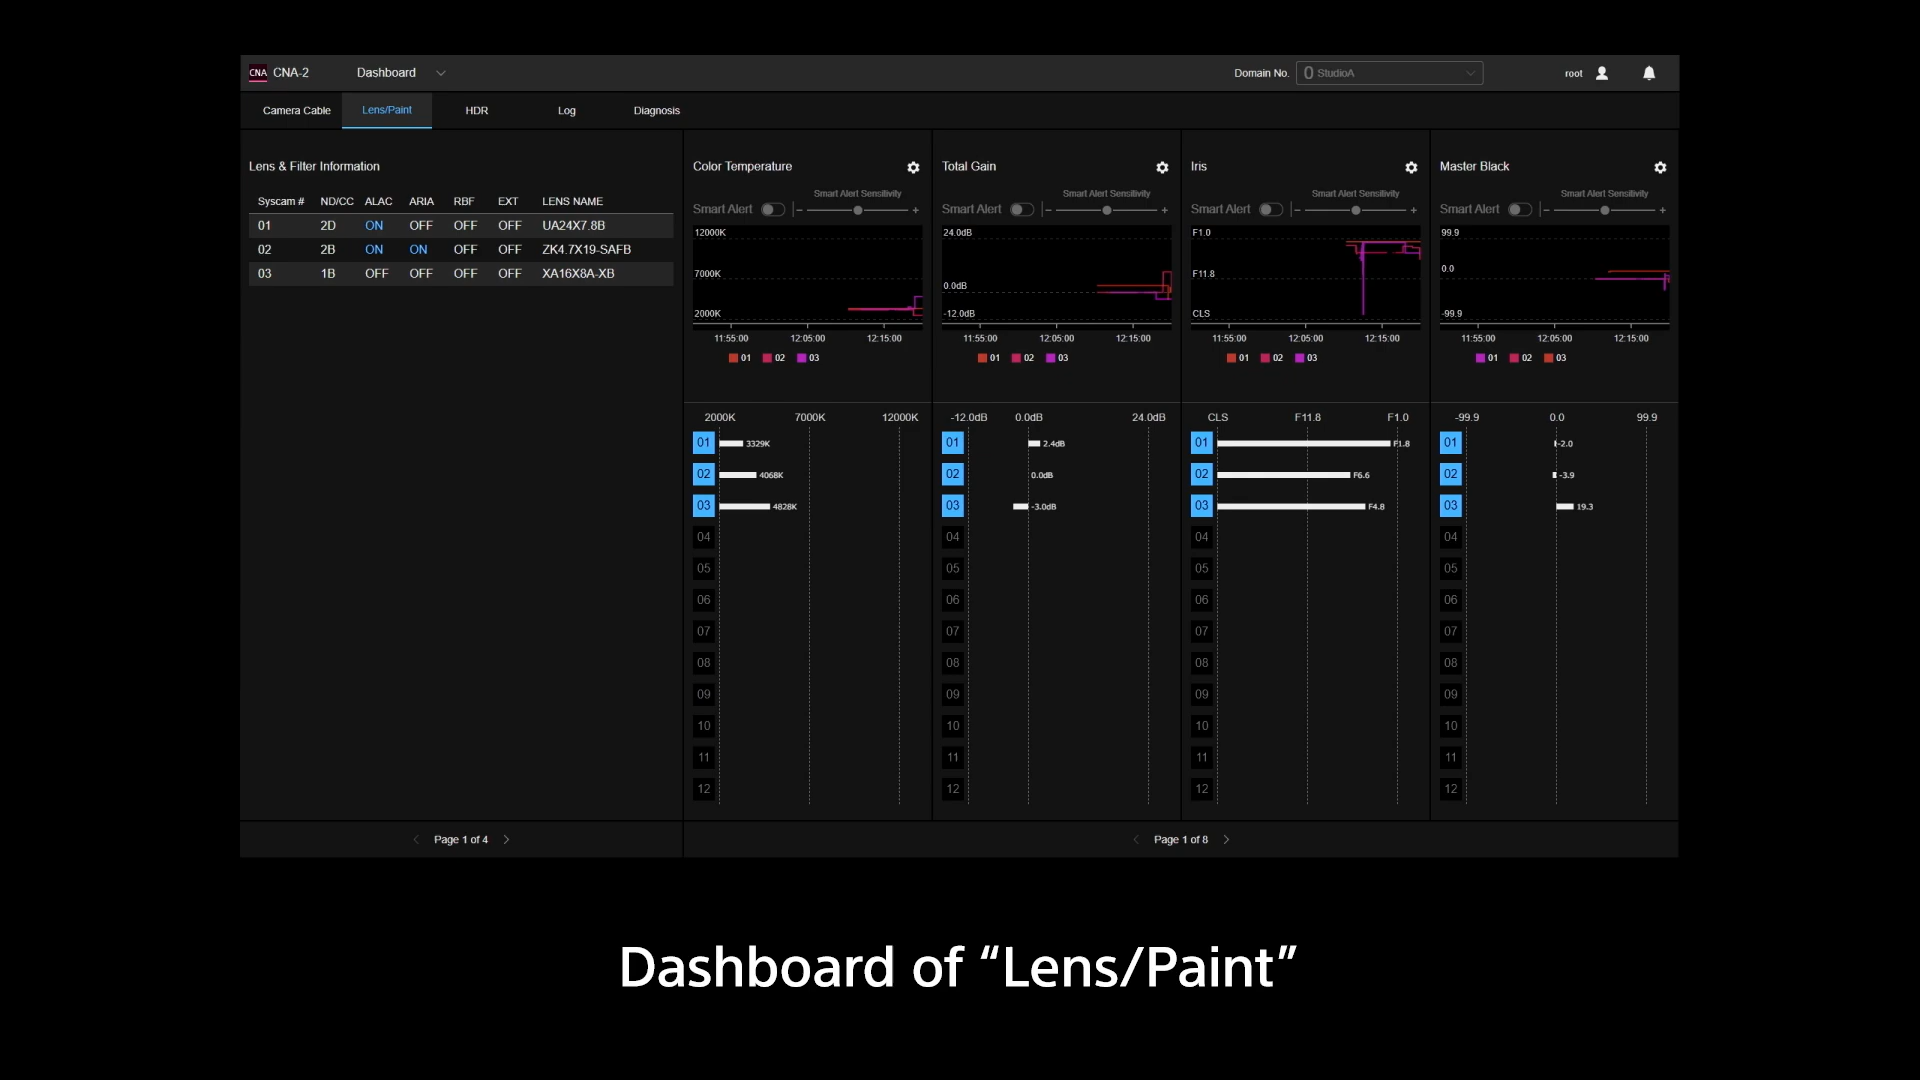 CNA CNA-2 Dashboard Domain No. 0 StudioA root
Camera Cable Lens/Paint HDR Log Diagnosis
Lens & Filter Information
Syscam # ND/CC ALAC ARIA RBF EXT LENS NAME
01 2D ON OFF OFF OFF UA24X7.8B
02 2B ON ON OFF OFF ZK4.7X19-SAFB
03 1B OFF OFF OFF OFF XA16X8A-XB
Page 1 of 4
Color Temperature
Smart Alert Sensitivity
Smart Alert - +
12000K
7000K
2000K
11:55:00 12:05:00 12:15:00
01 02 03
2000K 7000K 12000K
01 3329K
02 4068K
03 4828K
04
05
06
07
08
09
10
11
12
Total Gain
Smart Alert Sensitivity
Smart Alert - +
24.0dB
0.0dB
-12.0dB
11:55:00 12:05:00 12:15:00
01 02 03
-12.0dB 0.0dB 24.0dB
01 2.4dB
02 0.0dB
03 -3.0dB
04
05
06
07
08
09
10
11
12
Iris
Smart Alert Sensitivity
Smart Alert - +
F1.0
F11.8
CLS
11:55:00 12:05:00 12:15:00
01 02 03
CLS F11.8 F1.0
01 F1.8
02 F6.6
03 F4.8
04
05
06
07
08
09
10
11
12
Master Black
Smart Alert Sensitivity
Smart Alert - +
99.9
0.0
-99.9
11:55:00 12:05:00 12:15:00
01 02 03
-99.9 0.0 99.9
01 -2.0
02 -3.9
03 19.3
04
05
06
07
08
09
10
11
12
Page 1 of 8
Dashboard of “Lens/Paint”